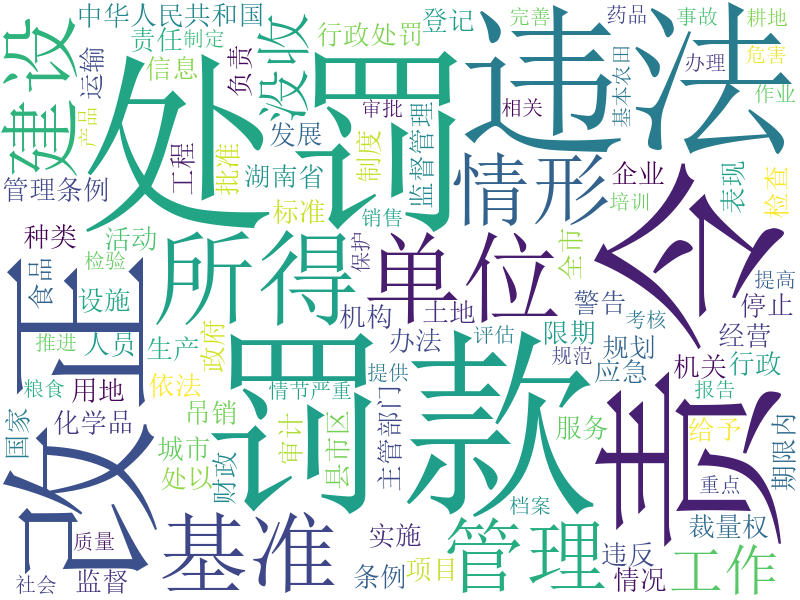 中华人民共和国
行政处罚
登记
完善
药品
事故
耕地
建设
运输
责任
制定
信息
负责
没收
处罚
违法
办理
危害
基本农田
作业
产品
审批
相关
工程
批准
发展
制度
监督管理
情形
企业
表现
检查
管理条例
湖南省
标准
销售
培训
种类
活动
所得
保护
单位
全市
责令
提高
食品
检验
设施
机构
土地
警告
停止
改正
推进
人员
生产
政府
办法
评估
限期
考核
经营
粮食
用地
依法
情节严重
提供
规范
规划
应急
机关
行政
国家
化学品
吊销
罚款
主管部门
服务
报告
给予
期限内
城市
处以
财政
审计
县市区
重点
质量
基准
实施
档案
管理
裁量权
违反
工作
社会
监督
条例
项目
情况